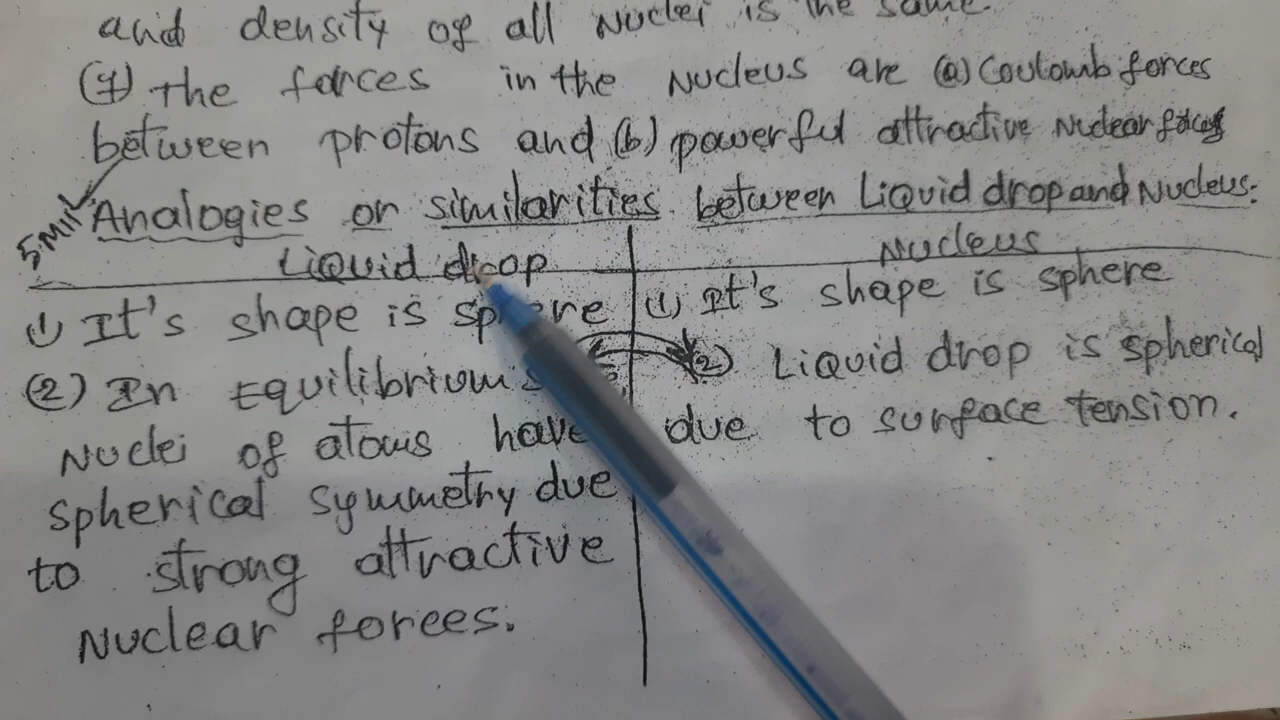 and density of all Nuclei is the same
(7) the forces in the Nucleus are (a) Coulomb forces
between protons and (b) powerful attractive Nuclear forces
5 Min
Analogies or similarities between Liquid drop and Nucleus:
Liquid drop
(1) It's shape is sphere
(2) In Equilibrium
Nuclei of atoms have
spherical symmetry due
to strong attractive
Nuclear forces.
Nucleus
(1) It's shape is sphere
(2) Liquid drop is spherical
due to surface tension.